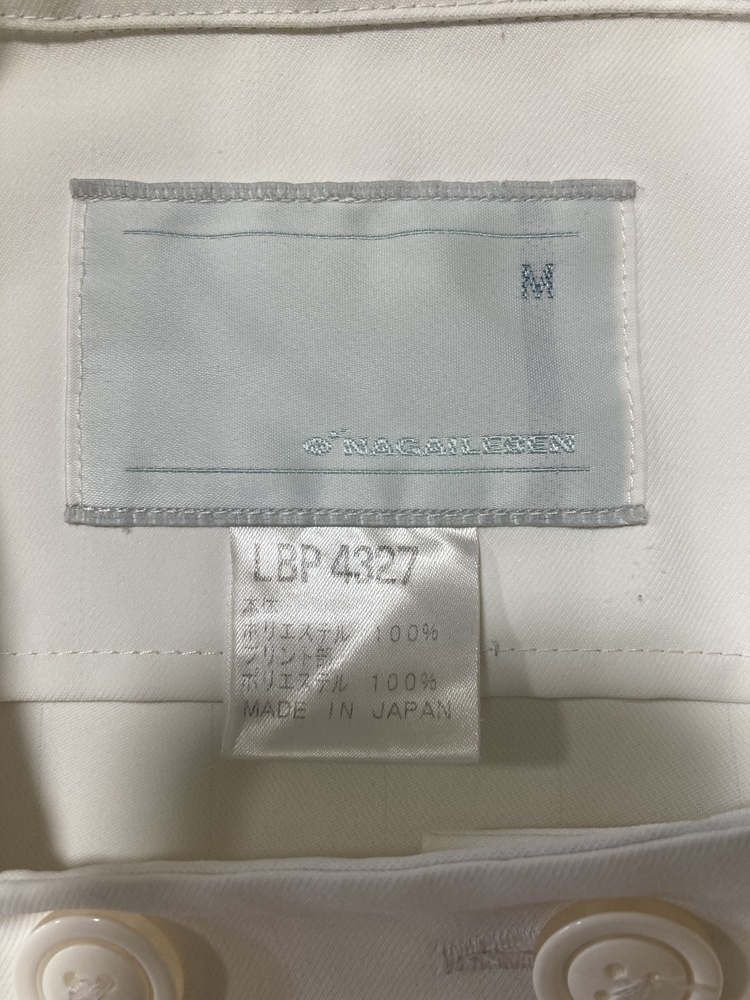 M
NAGAILEBEN
LBP 4327
本体
ポリエステル 100%
プリント部
ポリエステル 100%
MADE IN JAPAN